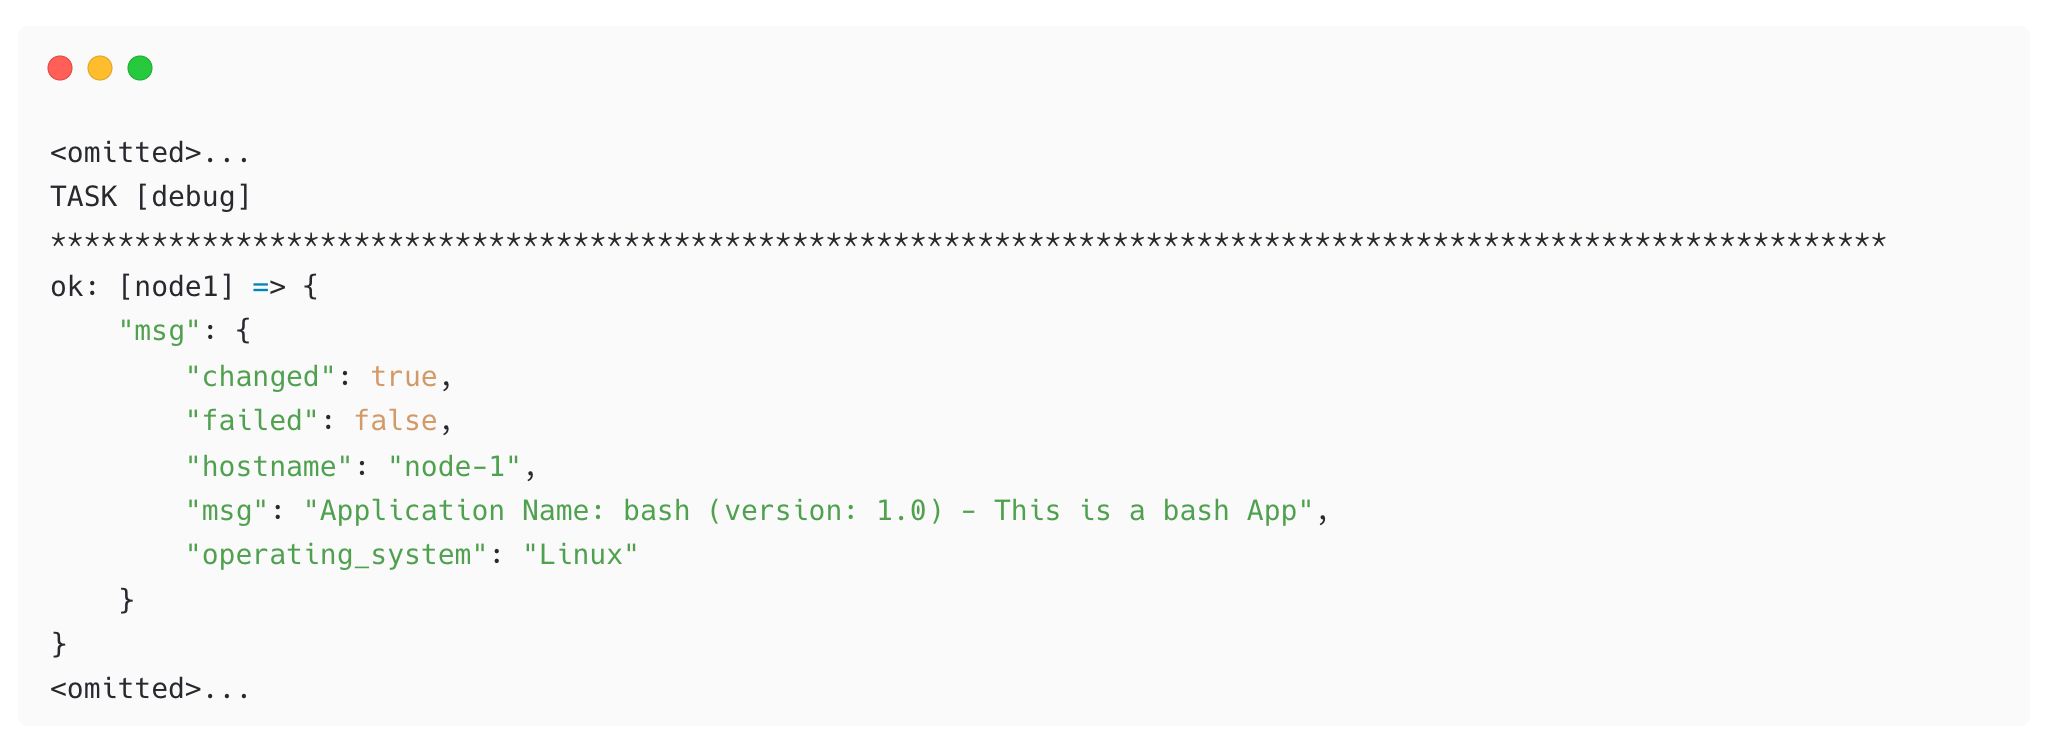 <omitted>...
TASK [debug]
*************************************************************************************************************
ok: [node1] => {
    "msg": {
        "changed": true,
        "failed": false,
        "hostname": "node-1",
        "msg": "Application Name: bash (version: 1.0) - This is a bash App",
        "operating_system": "Linux"
    }
}
<omitted>...